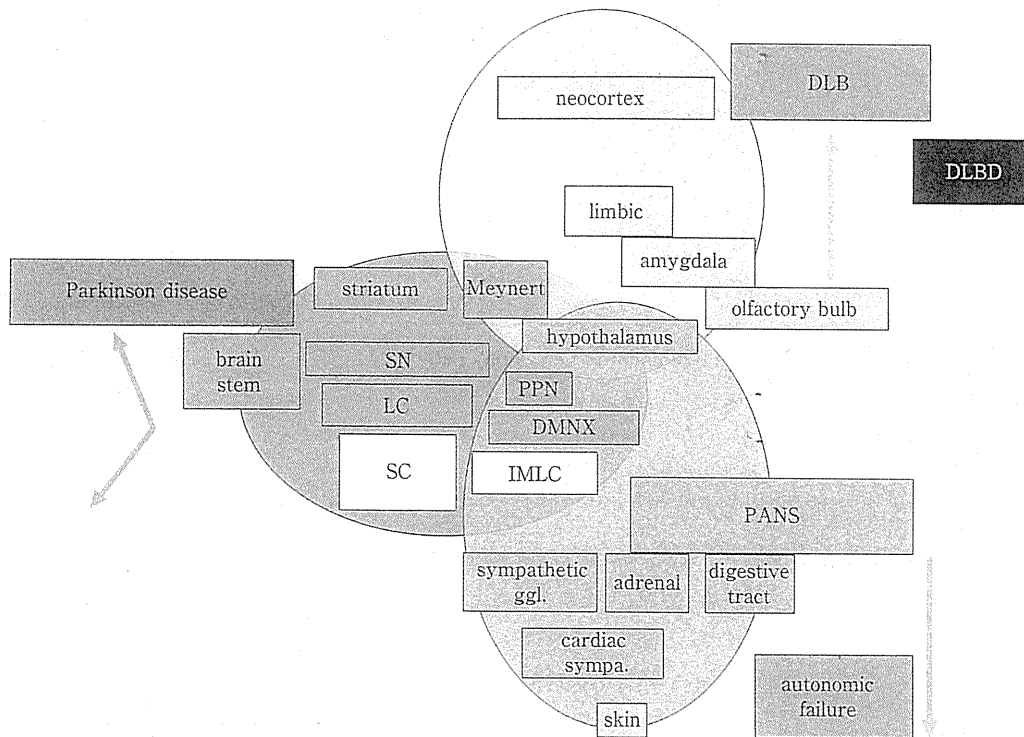 neocortex
DLB
DLBD
limbic
amygdala
olfactory bulb
Parkinson disease
striatum
Meynert
hypothalamus
brain
stem
SN
PPN
LC
DMNX
SC
IMLC
PANS
sympathetic
ggl.
adrenal
digestive
tract
cardiac
sympa.
autonomic
failure
skin